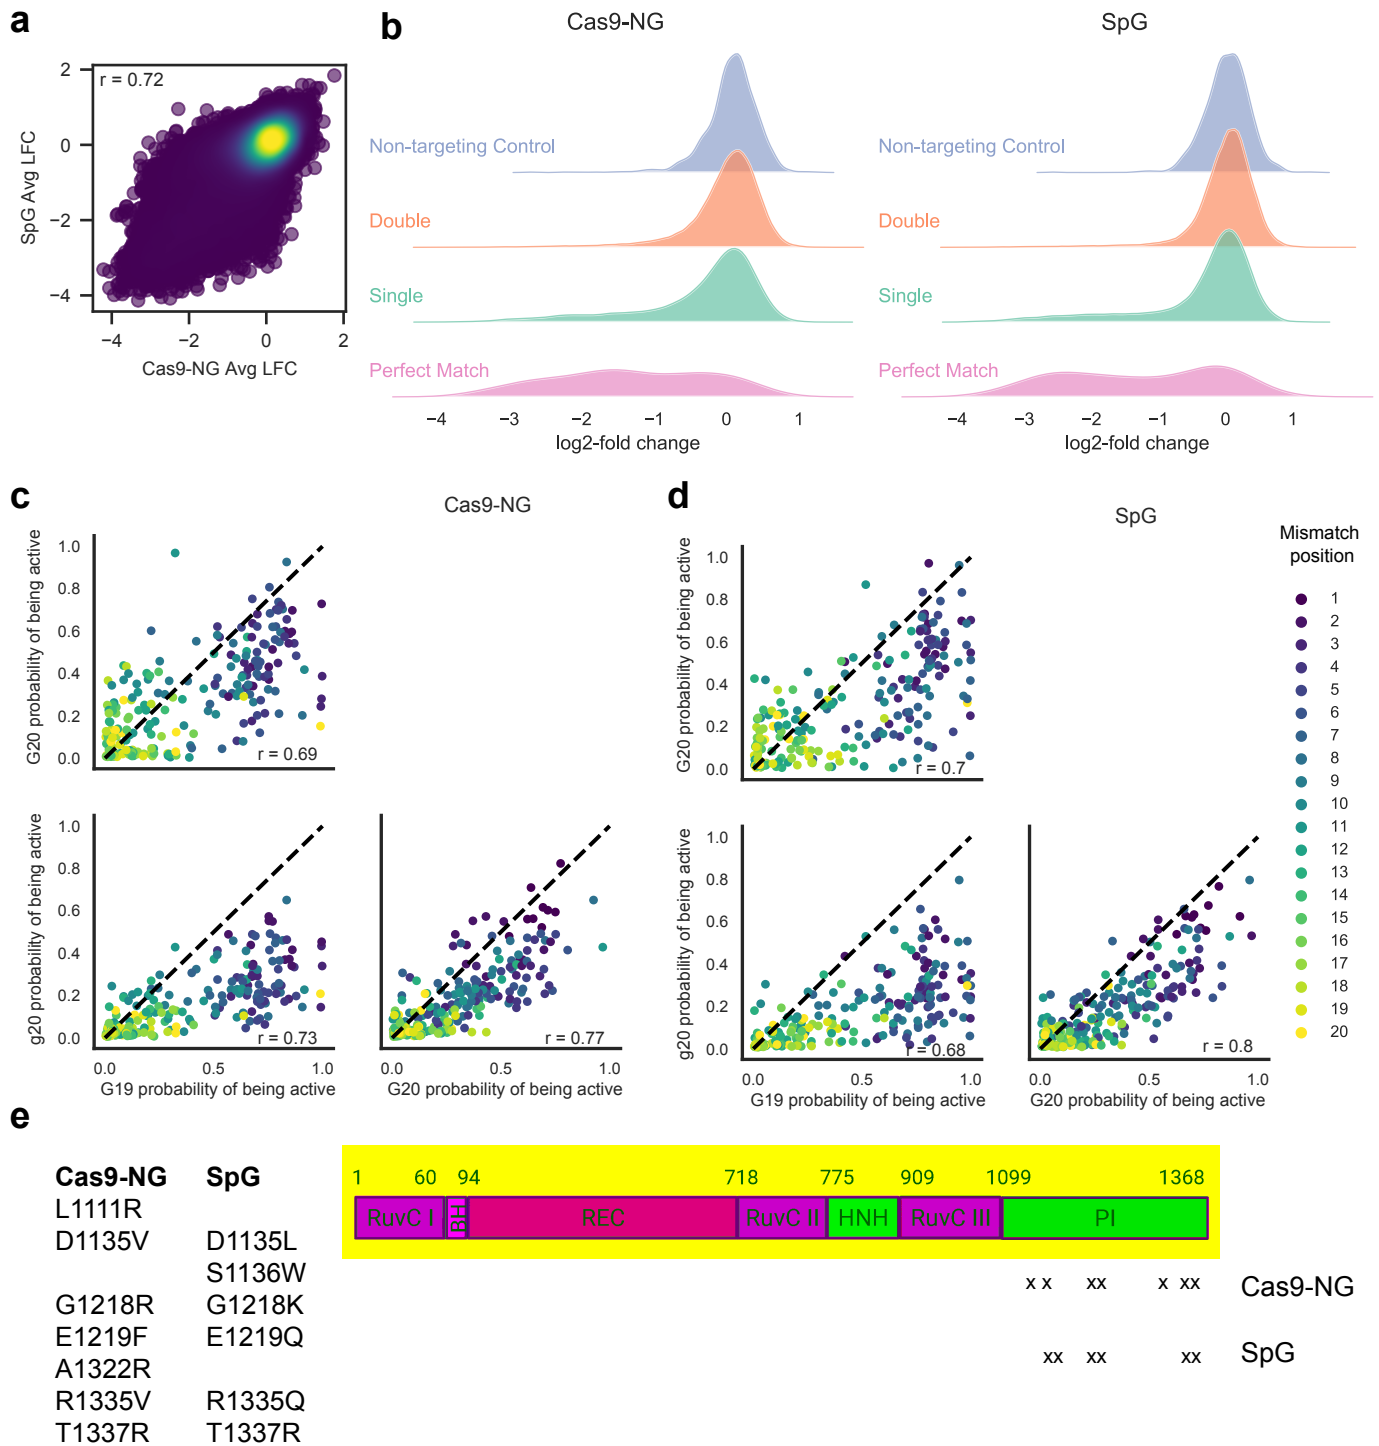 a
r = 0.72
2
0
−2
−4
SpG Avg LFC
−4 −2 0 2
Cas9-NG Avg LFC
b
Cas9-NG
Non-targeting Control
Double
Single
Perfect Match
−4 −3 −2 −1 0 1
log2-fold change
SpG
Non-targeting Control
Double
Single
Perfect Match
−4 −3 −2 −1 0 1
log2-fold change
c
Cas9-NG
G20 probability of being active
1.0
0.8
0.6
0.4
0.2
0.0
r = 0.69
g20 probability of being active
1.0
0.8
0.6
0.4
0.2
0.0
r = 0.73
0.0 0.5 1.0
G19 probability of being active
r = 0.77
0.0 0.5 1.0
G20 probability of being active
d
SpG
G20 probability of being active
1.0
0.8
0.6
0.4
0.2
0.0
r = 0.7
g20 probability of being active
1.0
0.8
0.6
0.4
0.2
0.0
r = 0.68
0.0 0.5 1.0
G19 probability of being active
r = 0.8
0.0 0.5 1.0
G20 probability of being active
Mismatch
position
1
2
3
4
5
6
7
8
9
10
11
12
13
14
15
16
17
18
19
20
e
Cas9-NG SpG
L1111R
D1135V D1135L
S1136W
G1218R G1218K
E1219F E1219Q
A1322R
R1335V R1335Q
T1337R T1337R
1 60 94 718 775 909 1099 1368
RuvC I BH REC RuvC II HNH RuvC III PI
x x xx x xx Cas9-NG
xx xx xx SpG